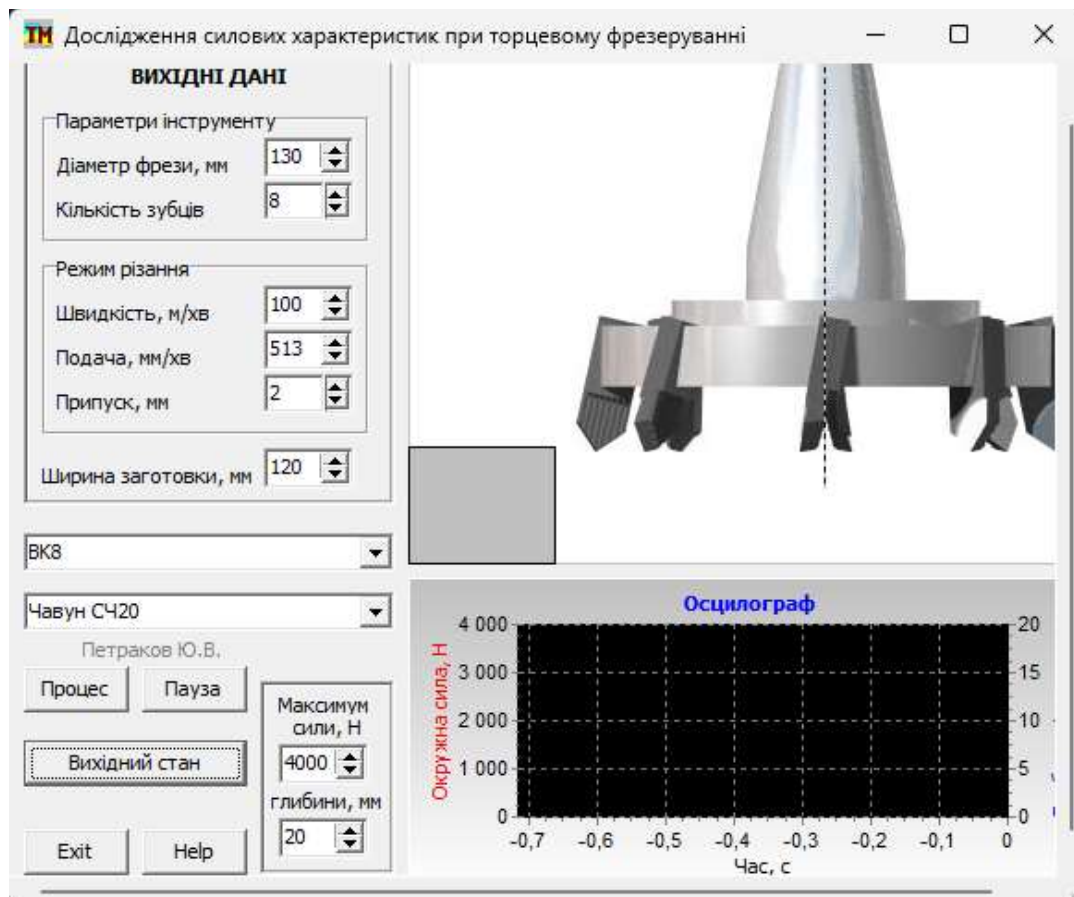 ТМ Дослідження силових характеристик при торцевому фрезеруванні
ВИХІДНІ ДАНІ
Параметри інструменту
Діаметр фрези, мм 130
Кількість зубців 8
Режим різання
Швидкість, м/хв 100
Подача, мм/хв 513
Припуск, мм 2
Ширина заготовки, мм 120
ВК8
Чавун СЧ20
Петраков Ю.В.
Процес Пауза
Вихідний стан
Exit Help
Максимум
сили, Н
4000
глибини, мм
20
Осцилограф
Окружна сила, Н
4 000
3 000
2 000
1 000
0
20
15
10
5
0
-0,7 -0,6 -0,5 -0,4 -0,3 -0,2 -0,1 0
Час, с